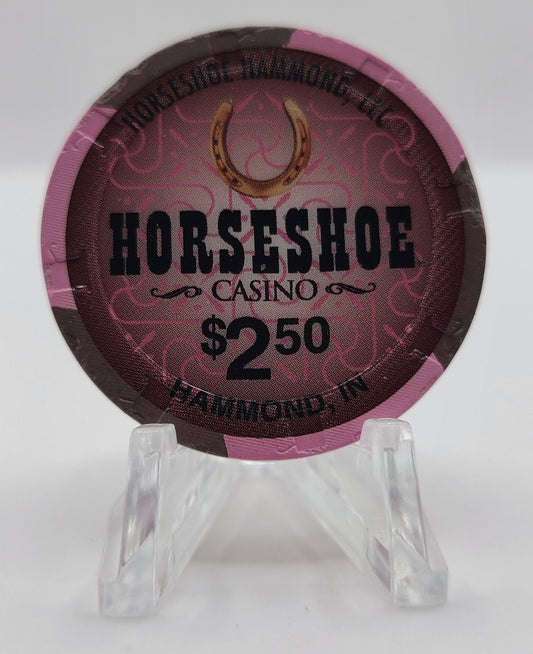 HORSESHOE HAMMOND, LLC
HORSESHOE
CASINO
$2.50
HAMMOND, IN